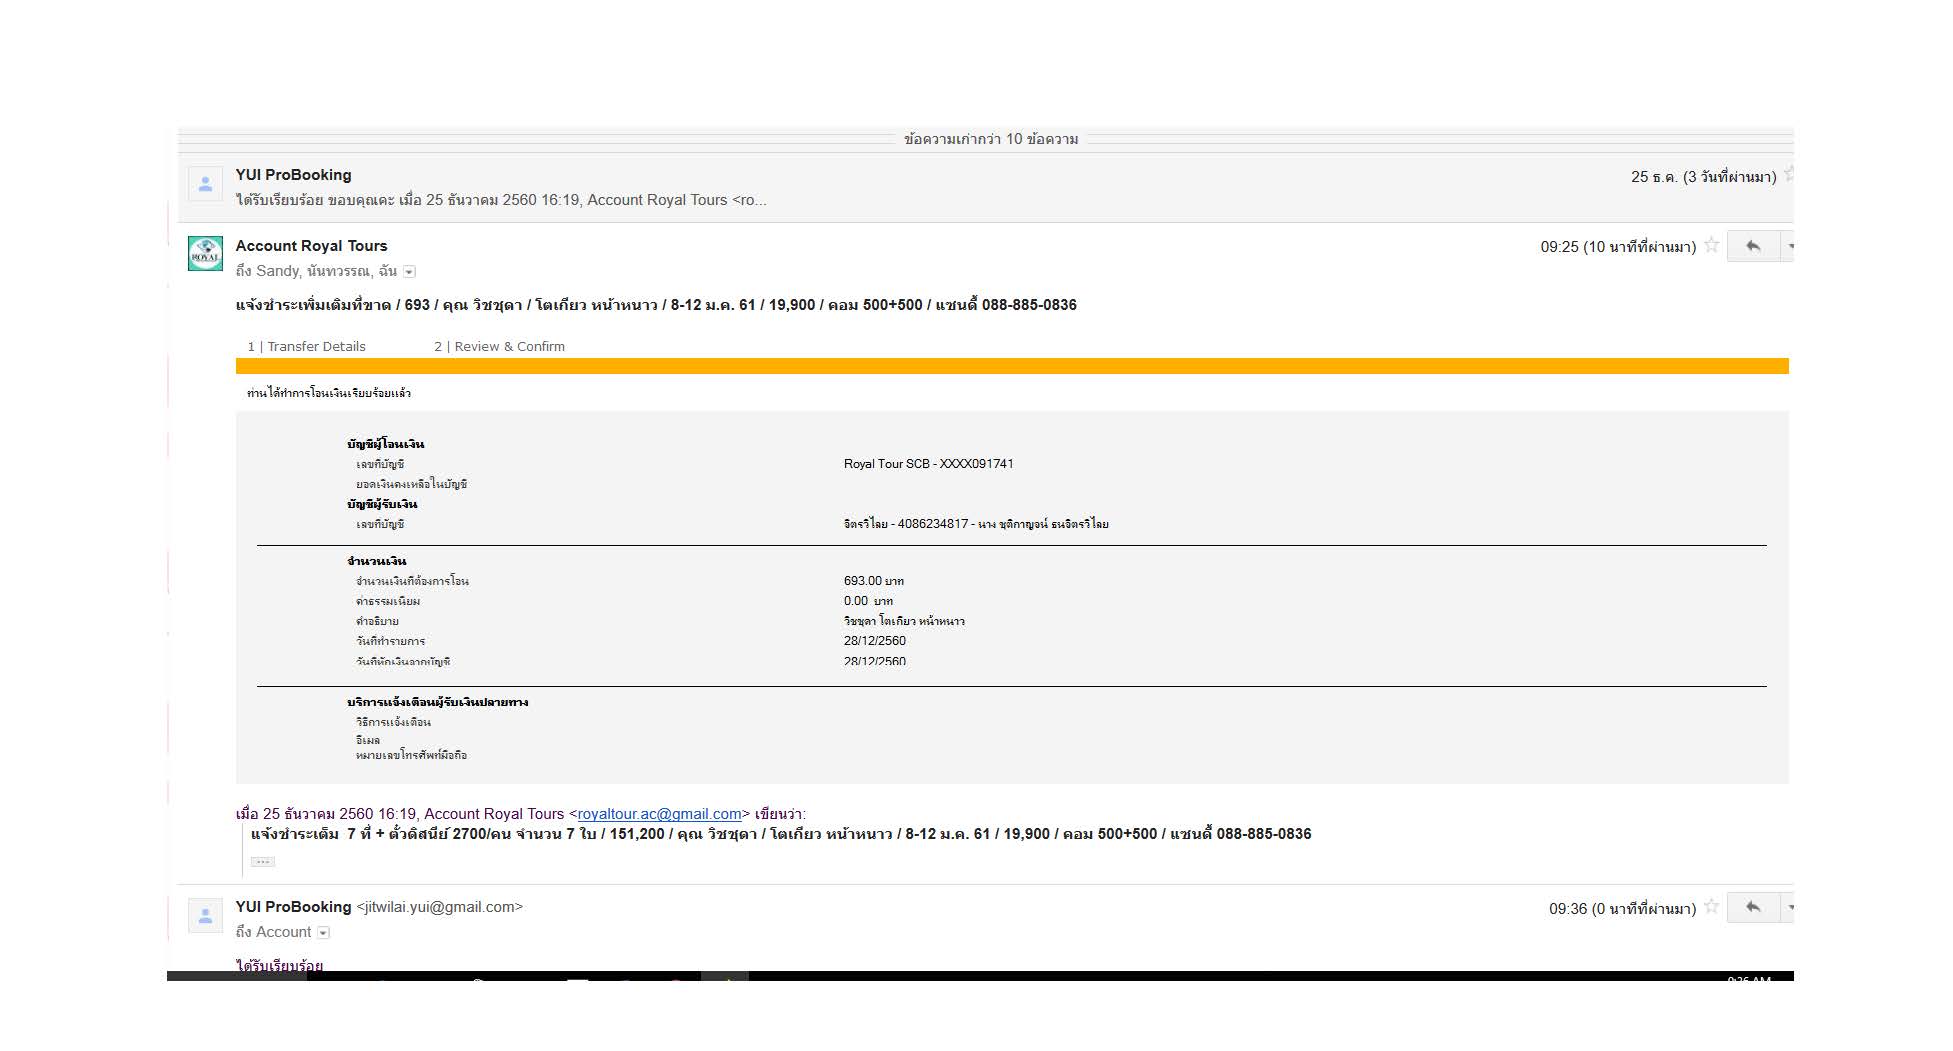 ข้อความเก่ากว่า 10 ข้อความ
YUI ProBooking
25 ธ.ค. (3 วันที่ผ่านมา)
ได้รับเรียบร้อย ขอบคุณคะ เมื่อ 25 ธันวาคม 2560 16:19, Account Royal Tours <ro...
ROYAL
Account Royal Tours
09:25 (10 นาทีที่ผ่านมา)
ถึง Sandy, นันทวรรณ, ฉัน
แจ้งชำระเพิ่มเติมที่ขาด / 693 / คุณ วิชชุดา / โตเกียว หน้าหนาว / 8-12 ม.ค. 61 / 19,900 / คอม 500+500 / แซนดี้ 088-885-0836
1 | Transfer Details 2 | Review & Confirm
ท่านได้ทำการโอนเงินเรียบร้อยแล้ว
บัญชีผู้โอนเงิน
เลขที่บัญชี Royal Tour SCB - XXXX091741
ยอดเงินคงเหลือในบัญชี
บัญชีผู้รับเงิน
เลขที่บัญชี จิตรวิไลย - 4086234817 - นาง ชุติกาญจน์ ธนจิตรวิไลย
จำนวนเงิน
จำนวนเงินที่ต้องการโอน 693.00 บาท
ค่าธรรมเนียม 0.00 บาท
คำอธิบาย วิชชุดา โตเกียว หน้าหนาว
วันที่ทำรายการ 28/12/2560
วันที่หักเงินจากบัญชี 28/12/2560
บริการแจ้งเตือนผู้รับเงินปลายทาง
วิธีการแจ้งเตือน
อีเมล
หมายเลขโทรศัพท์มือถือ
เมื่อ 25 ธันวาคม 2560 16:19, Account Royal Tours <royaltour.ac@gmail.com> เขียนว่า:
แจ้งชำระเต็ม 7 ที่ + ตั๋วดิสนีย์ 2700/คน จำนวน 7 ใบ / 151,200 / คุณ วิชชุดา / โตเกียว หน้าหนาว / 8-12 ม.ค. 61 / 19,900 / คอม 500+500 / แซนดี้ 088-885-0836
YUI ProBooking <jitwilai.yui@gmail.com>
09:36 (0 นาทีที่ผ่านมา)
ถึง Account
ได้รับเรียบร้อย
9:36 AM